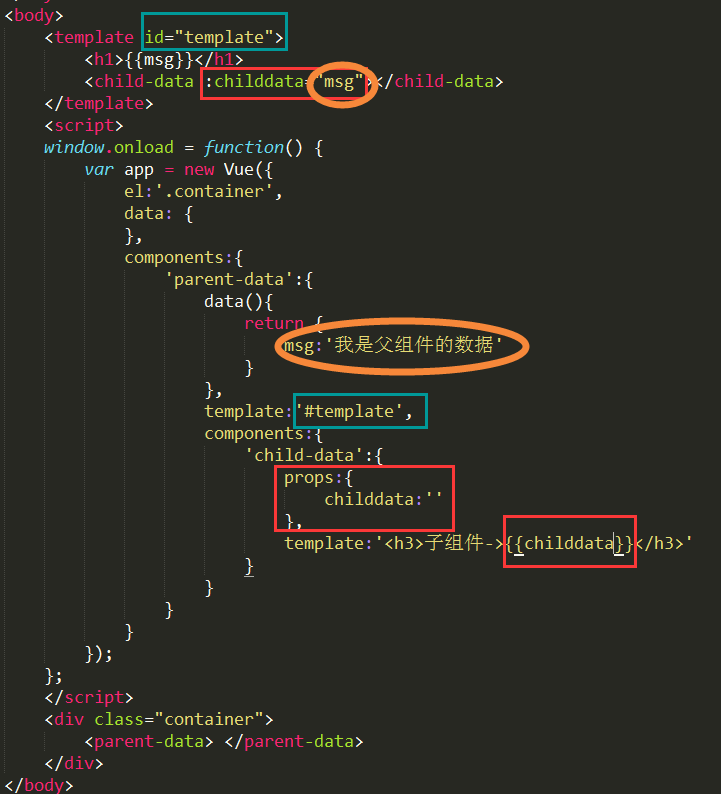 <body>
<template id="template">
<h1>{{msg}}</h1>
<child-data :childdata="msg"></child-data>
</template>
<script>
window.onload = function() {
var app = new Vue({
el:'.container',
data: {
},
components:{
'parent-data':{
data(){
return {
msg:'我是父组件的数据'
}
},
template:'#template',
components:{
'child-data':{
props:{
childdata:''
},
template:'<h3>子组件->{{childdata}}</h3>'
}
}
}
}
});
};
</script>
<div class="container">
<parent-data> </parent-data>
</div>
</body>